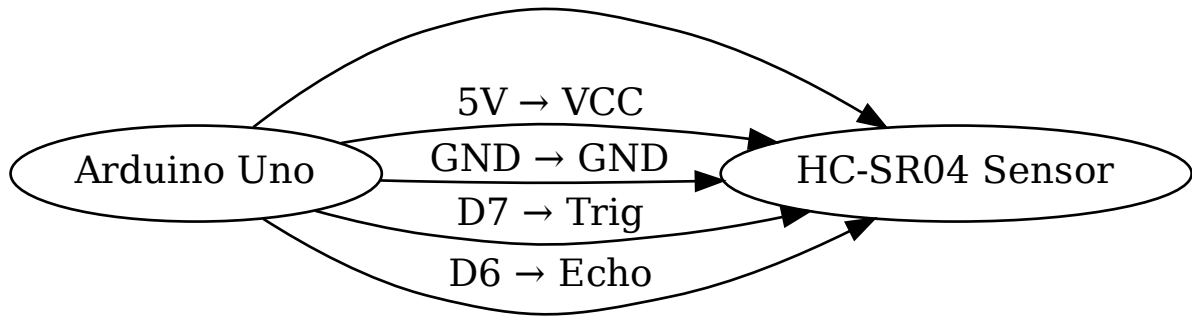 5V → VCC
GND → GND
Arduino Uno
HC-SR04 Sensor
D7 → Trig
D6 → Echo